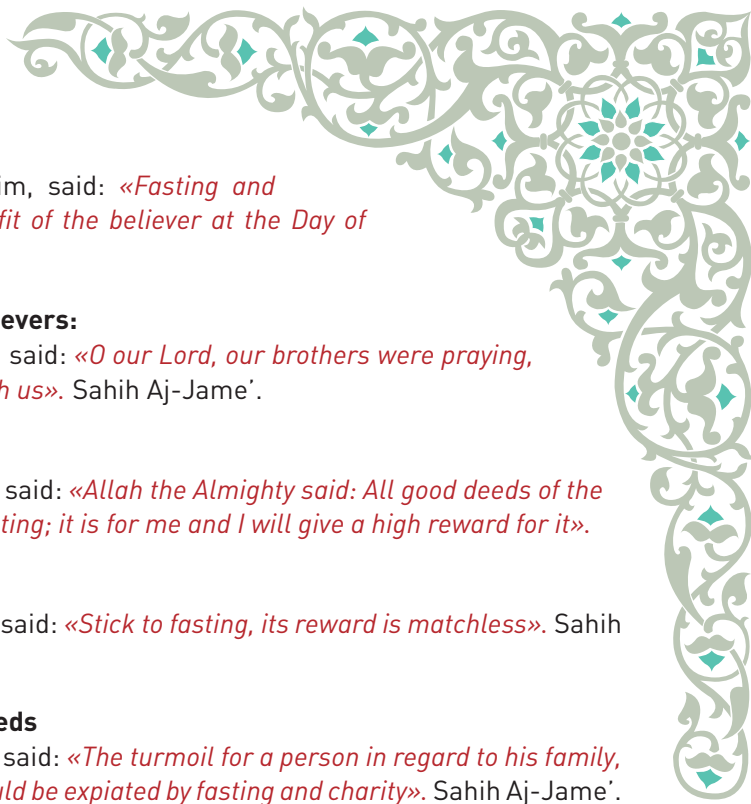 im, said: «Fasting and
fit of the believer at the Day of
evers:
said: «O our Lord, our brothers were praying,
h us». Sahih Aj-Jame’.
said: «Allah the Almighty said: All good deeds of the
ting; it is for me and I will give a high reward for it».
said: «Stick to fasting, its reward is matchless». Sahih
eds
said: «The turmoil for a person in regard to his family,
uld be expiated by fasting and charity». Sahih Aj-Jame’.